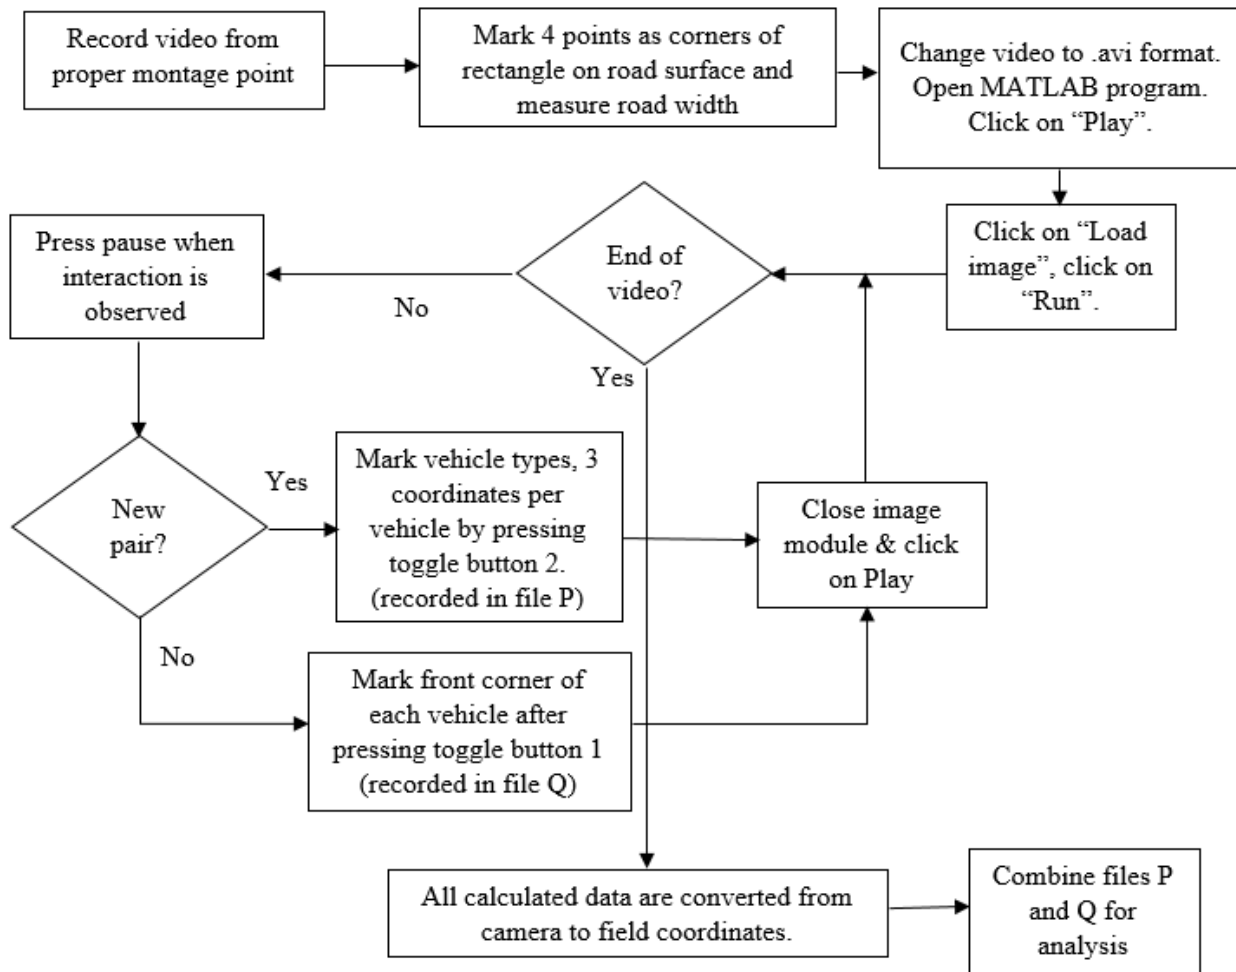 Record video from
proper montage point
Mark 4 points as corners of
rectangle on road surface and
measure road width
Change video to .avi format.
Open MATLAB program.
Click on “Play”.
Press pause when
interaction is
observed
No
End of
video?
Yes
Click on “Load
image”, click on
“Run”.
New
pair?
Yes
No
Mark vehicle types, 3
coordinates per
vehicle by pressing
toggle button 2.
(recorded in file P)
Close image
module & click
on Play
Mark front corner of
each vehicle after
pressing toggle button 1
(recorded in file Q)
All calculated data are converted from
camera to field coordinates.
Combine files P
and Q for
analysis